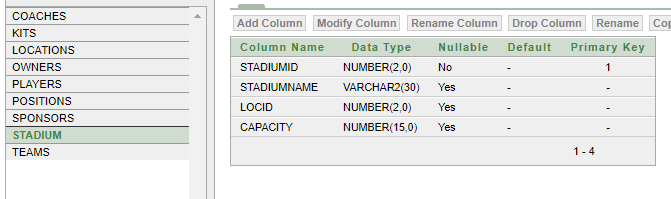 COACHES
KITS
LOCATIONS
OWNERS
PLAYERS
POSITIONS
SPONSORS
STADIUM
TEAMS
Add Column Modify Column Rename Column Drop Column Rename
Column Name Data Type Nullable Default Primary Key
STADIUMID NUMBER(2,0) No - 1
STADIUMNAME VARCHAR2(30) Yes - -
LOCID NUMBER(2,0) Yes - -
CAPACITY NUMBER(15,0) Yes - -
1 - 4